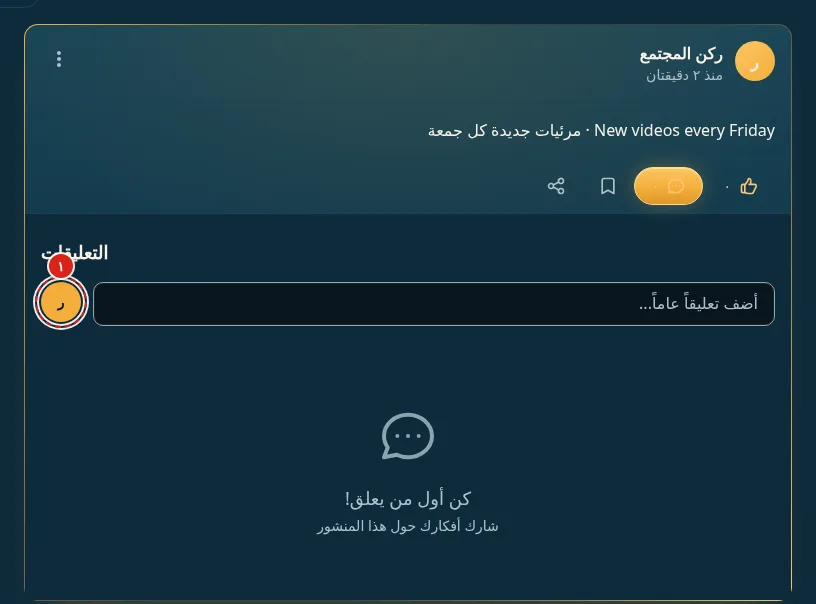 ركن المجتمع
ر
منذ ٢ دقيقتان
New videos every Friday · مرئيات جديدة كل جمعة
التعليقات
١
ر
أضف تعليقاً عاماً...
كن أول من يعلق!
شارك أفكارك حول هذا المنشور